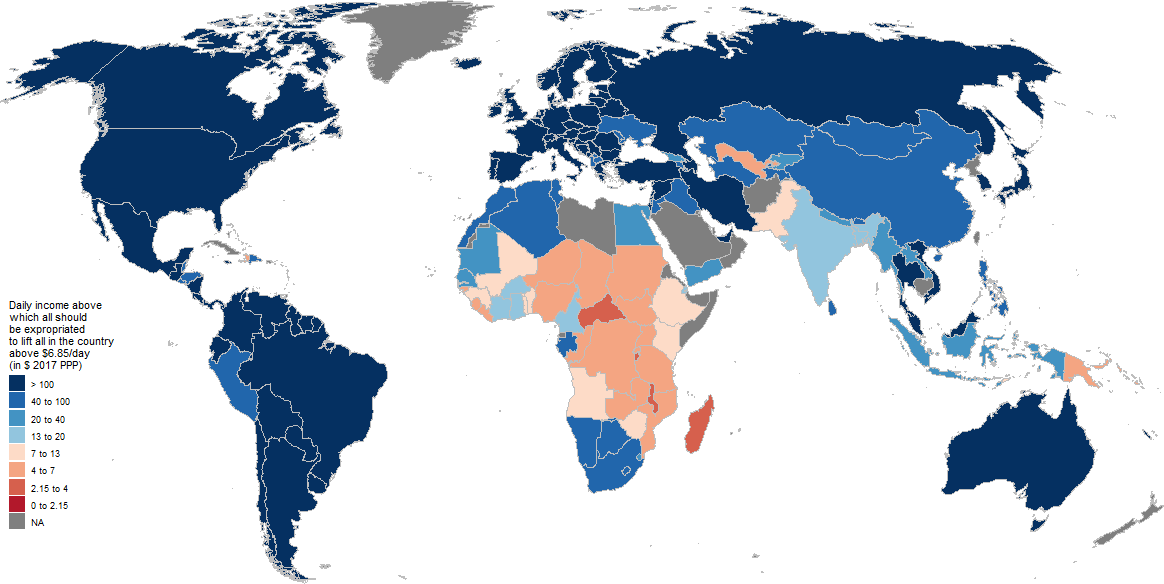 Daily income above
which all should
be expropriated
to lift all in the country
above $6.85/day
(in $ 2017 PPP)
> 100
40 to 100
20 to 40
13 to 20
7 to 13
4 to 7
2.15 to 4
0 to 2.15
NA